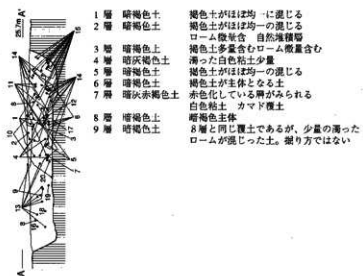 1層 暗褐色土 褐色土がほぼ均一に混じる
2層 暗褐色土 褐色土がほぼ均一の混じる
ローム微量含 自然堆積層
3層 暗褐色土 褐色土多量含むローム微量含む
4層 暗灰褐色土 濁った白色粘土少量
5層 暗褐色土 褐色土がほぼ均一に混じる
6層 暗褐色土 褐色土が主体となる土
7層 暗灰赤褐色土 赤色化している層がみられる
白色粘土 カマド覆土
8層 暗褐色土 暗褐色主体
9層 暗褐色土 8層と同じ覆土であるが、少量の濁った
ロームが混じった土。掘り方ではない
25.7m A'
A